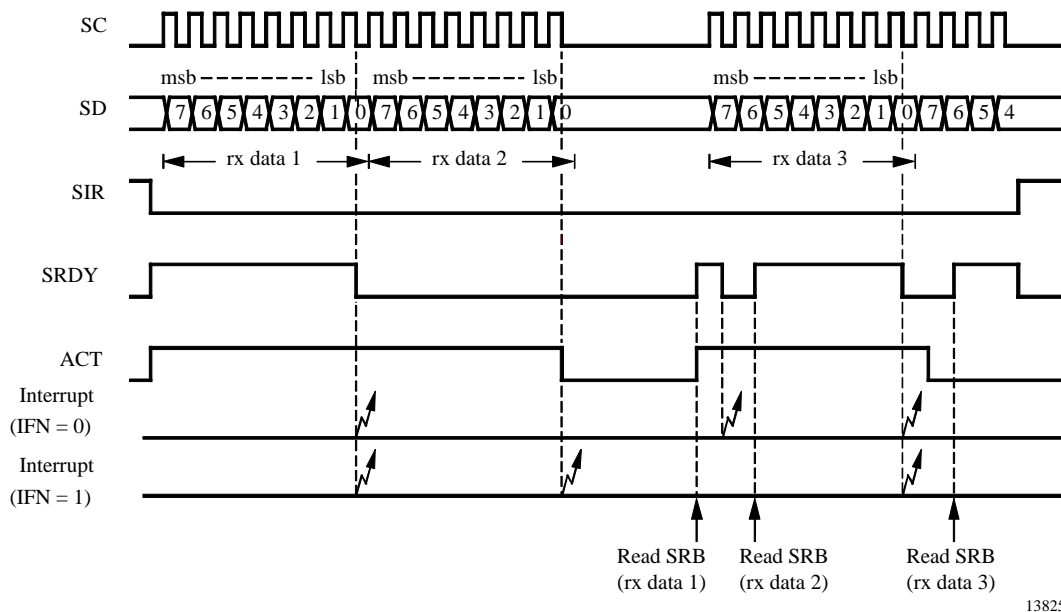 SC
msb lsb msb lsb msb lsb
SD 7 6 5 4 3 2 1 0 7 6 5 4 3 2 1 0 7 6 5 4 3 2 1 0 7 6 5 4
rx data 1 rx data 2 rx data 3
SIR
SRDY
ACT
Interrupt
(IFN = 0)
Interrupt
(IFN = 1)
Read SRB
(rx data 1)
Read SRB
(rx data 2)
Read SRB
(rx data 3)
13825